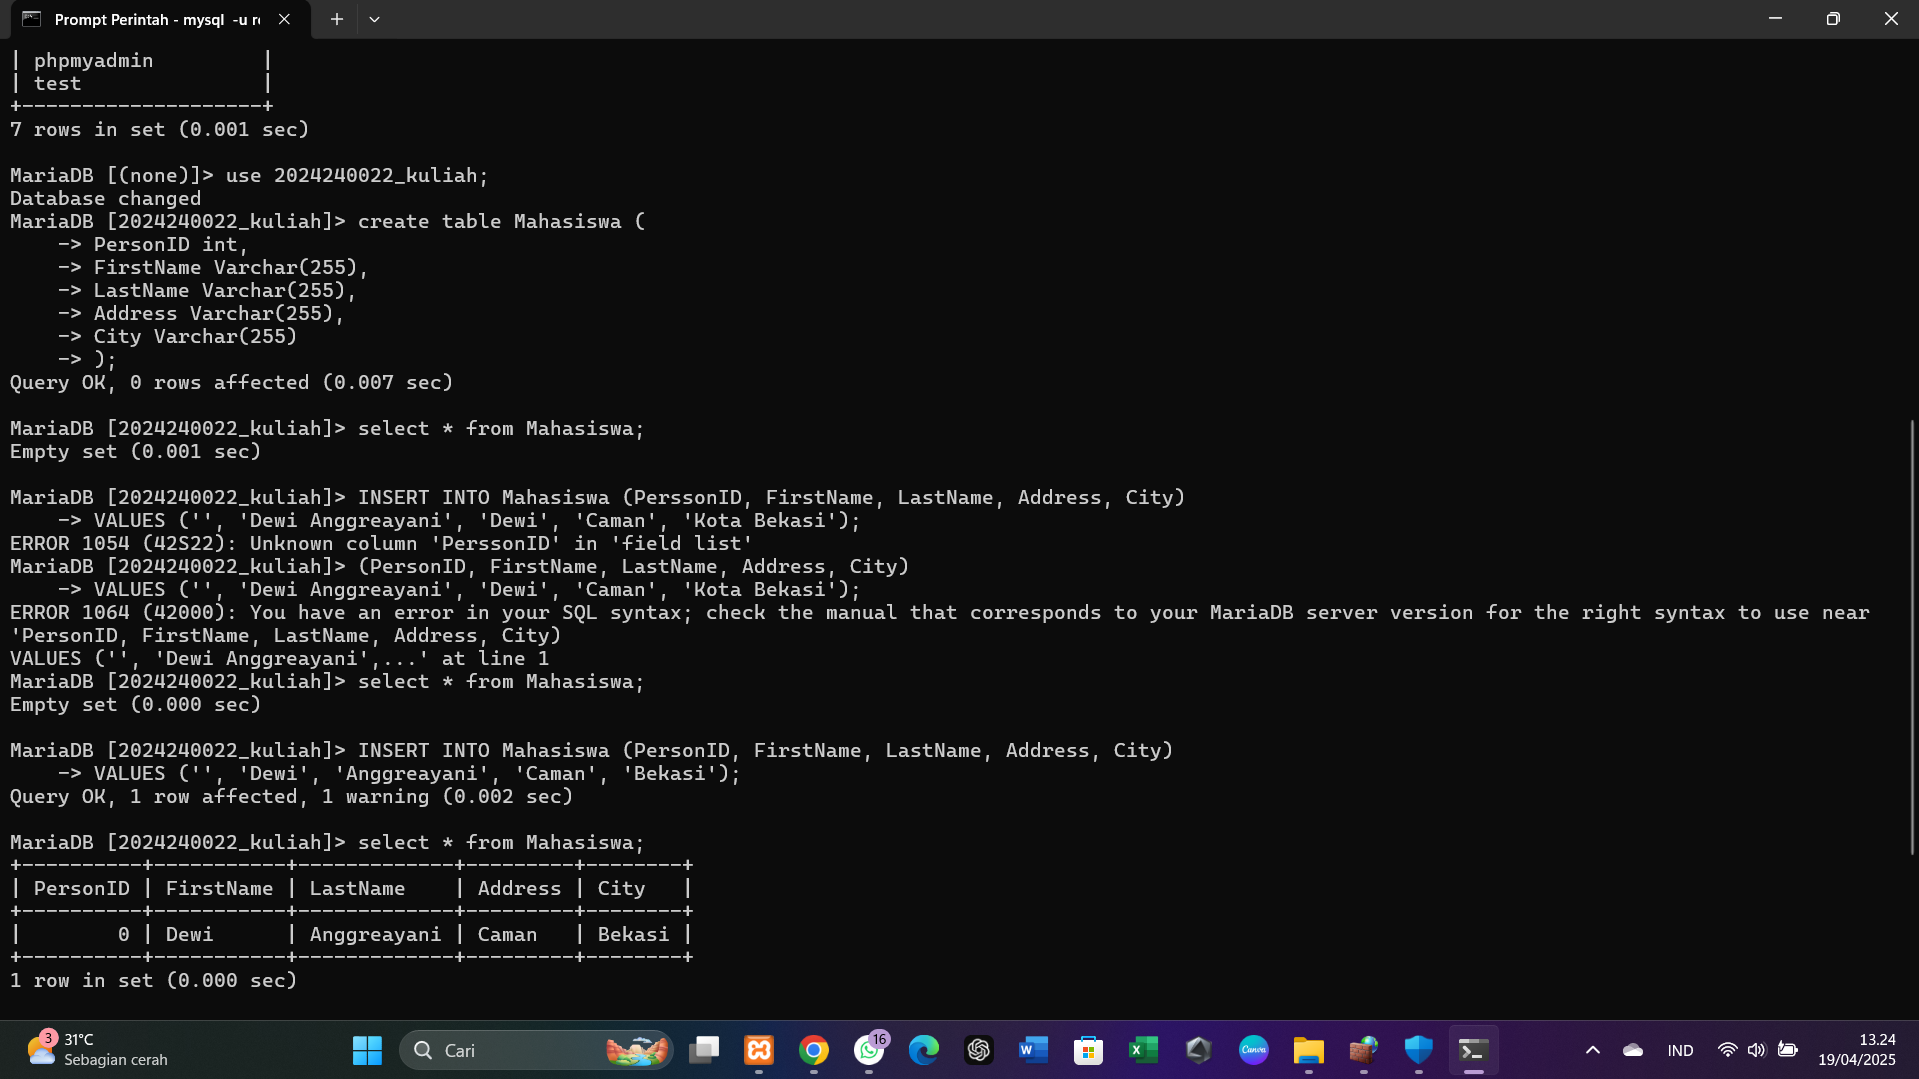 Prompt Perintah - mysql -u r
| phpmyadmin         |
| test               |
+--------------------+
7 rows in set (0.001 sec)
MariaDB [(none)]> use 2024240022_kuliah;
Database changed
MariaDB [2024240022_kuliah]> create table Mahasiswa (
    -> PersonID int,
    -> FirstName Varchar(255),
    -> LastName Varchar(255),
    -> Address Varchar(255),
    -> City Varchar(255)
    -> );
Query OK, 0 rows affected (0.007 sec)
MariaDB [2024240022_kuliah]> select * from Mahasiswa;
Empty set (0.001 sec)
MariaDB [2024240022_kuliah]> INSERT INTO Mahasiswa (PerssonID, FirstName, LastName, Address, City)
    -> VALUES ('', 'Dewi Anggreayani', 'Dewi', 'Caman', 'Kota Bekasi');
ERROR 1054 (42S22): Unknown column 'PerssonID' in 'field list'
MariaDB [2024240022_kuliah]> (PersonID, FirstName, LastName, Address, City)
    -> VALUES ('', 'Dewi Anggreayani', 'Dewi', 'Caman', 'Kota Bekasi');
ERROR 1064 (42000): You have an error in your SQL syntax; check the manual that corresponds to your MariaDB server version for the right syntax to use near
'PersonID, FirstName, LastName, Address, City)
VALUES ('', 'Dewi Anggreayani',...' at line 1
MariaDB [2024240022_kuliah]> select * from Mahasiswa;
Empty set (0.000 sec)
MariaDB [2024240022_kuliah]> INSERT INTO Mahasiswa (PersonID, FirstName, LastName, Address, City)
    -> VALUES ('', 'Dewi', 'Anggreayani', 'Caman', 'Bekasi');
Query OK, 1 row affected, 1 warning (0.002 sec)
MariaDB [2024240022_kuliah]> select * from Mahasiswa;
+----------+-----------+-------------+---------+--------+
| PersonID | FirstName | LastName    | Address | City   |
+----------+-----------+-------------+---------+--------+
|        0 | Dewi      | Anggreayani | Caman   | Bekasi |
+----------+-----------+-------------+---------+--------+
1 row in set (0.000 sec)
3
31°C
Sebagian cerah
Cari
16
Canva
IND
13.24
19/04/2025